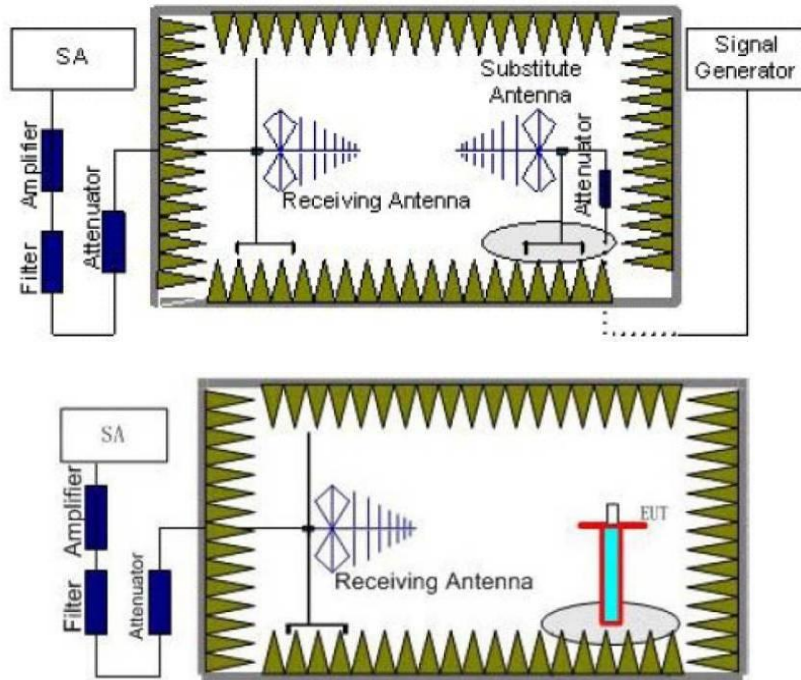 SA
Signal
Generator
Substitute
Antenna
Amplifier
Attenuator
Attenuator
Receiving Antenna
Filter
SA
Amplifier
EUT
Receiving Antenna
Filter
Attenuator